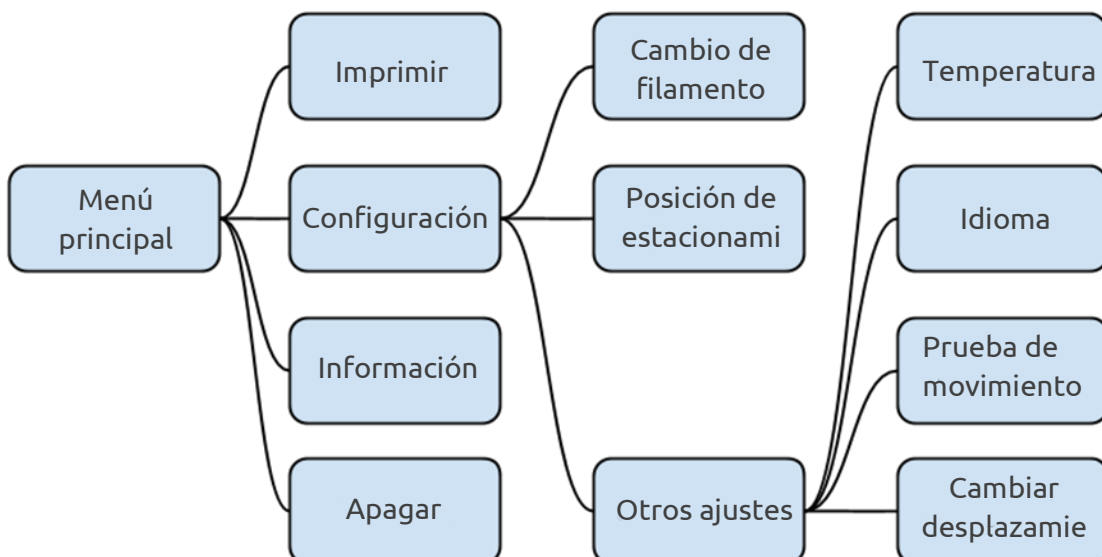 Menú
principal
Imprimir
Configuración
Información
Apagar
Cambio de
filamento
Posición de
estacionami
Otros ajustes
Temperatura
Idioma
Prueba de
movimiento
Cambiar
desplazamie